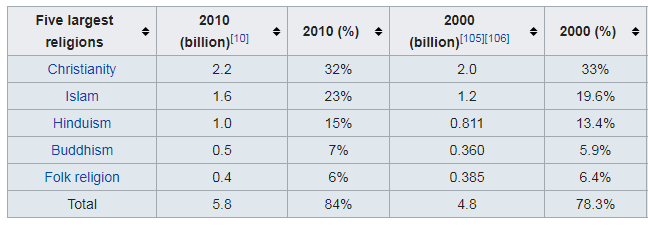 Five largest religions 2010 (billion)[10] 2010 (%) 2000 (billion)[105][106] 2000 (%)
Christianity 2.2 32% 2.0 33%
Islam 1.6 23% 1.2 19.6%
Hinduism 1.0 15% 0.811 13.4%
Buddhism 0.5 7% 0.360 5.9%
Folk religion 0.4 6% 0.385 6.4%
Total 5.8 84% 4.8 78.3%